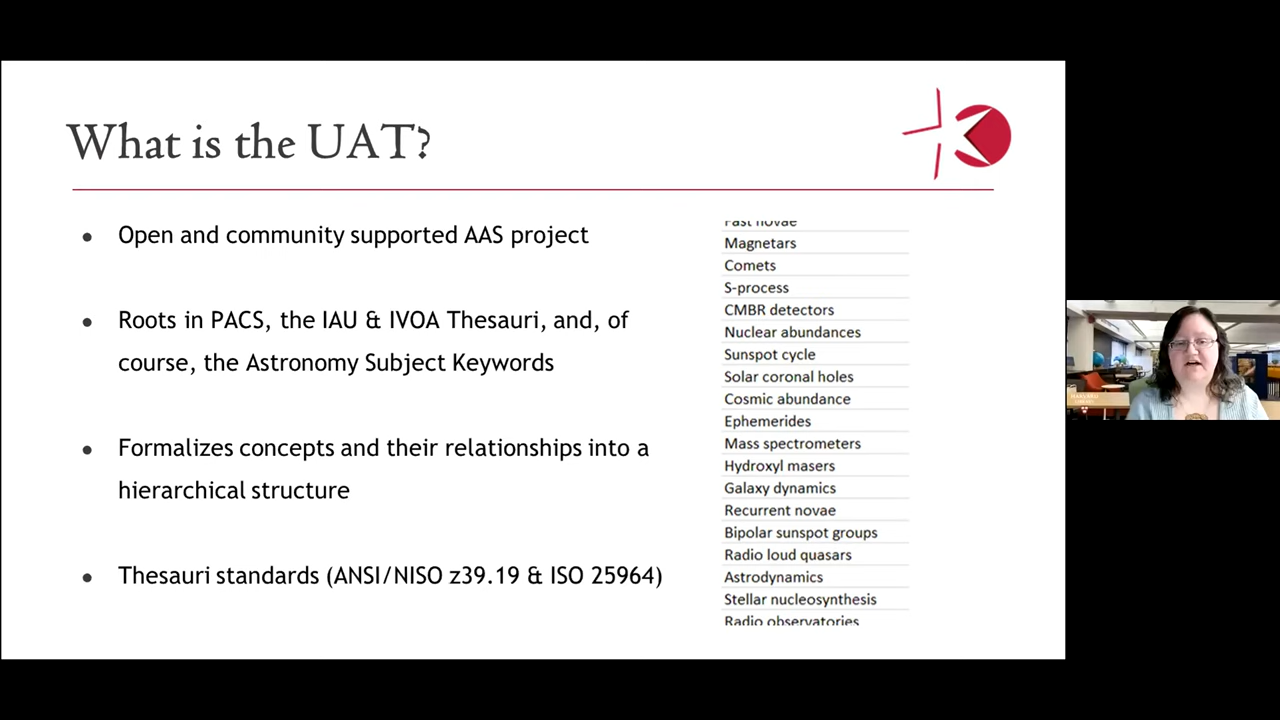 What is the UAT?
● Open and community supported AAS project
● Roots in PACS, the IAU & IVOA Thesauri, and, of
course, the Astronomy Subject Keywords
● Formalizes concepts and their relationships into a
hierarchical structure
● Thesauri standards (ANSI/NISO z39.19 & ISO 25964)
Fast novae
Magnetars
Comets
S-process
CMBR detectors
Nuclear abundances
Sunspot cycle
Solar coronal holes
Cosmic abundance
Ephemerides
Mass spectrometers
Hydroxyl masers
Galaxy dynamics
Recurrent novae
Bipolar sunspot groups
Radio loud quasars
Astrodynamics
Stellar nucleosynthesis
Radio observatories